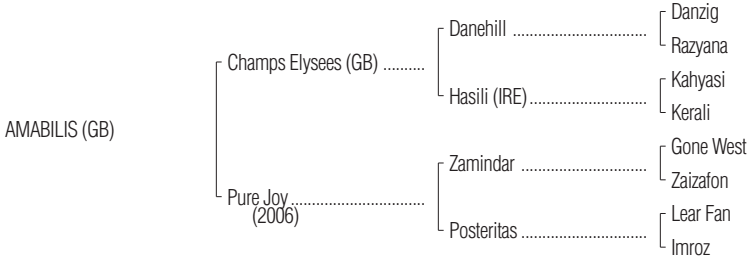 Danzig
Danehill ................................
Razyana
Champs Elysees (GB) ..........
Kahyasi
Hasili (IRE)............................
Kerali
AMABILIS (GB)
Gone West
Zamindar ..............................
Zaizafon
Pure Joy ................................
(2006)
Lear Fan
Posteritas ..............................
Imroz